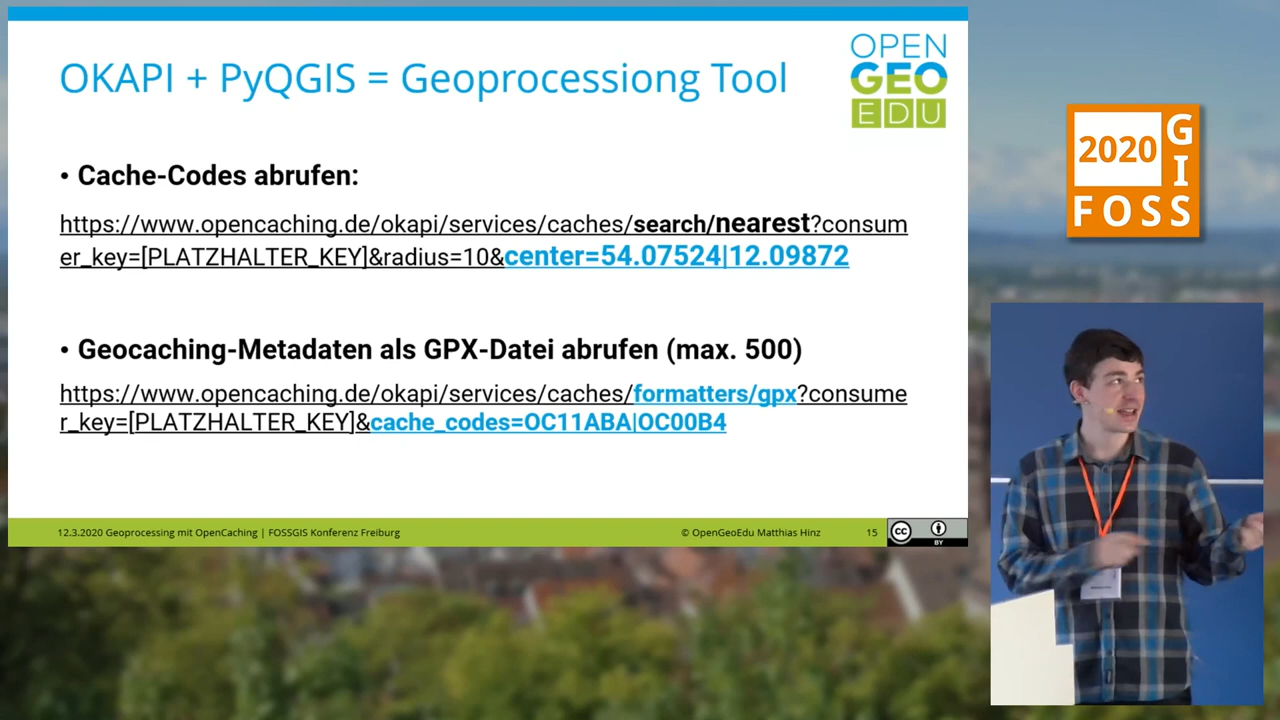 OKAPI + PyQGIS = Geoprocessiong Tool
OPEN
GEO
EDU
• Cache-Codes abrufen:
https://www.opencaching.de/okapi/services/caches/search/nearest?consum
er_key=[PLATZHALTER_KEY]&radius=10&center=54.07524|12.09872
• Geocaching-Metadaten als GPX-Datei abrufen (max. 500)
https://www.opencaching.de/okapi/services/caches/formatters/gpx?consume
r_key=[PLATZHALTER_KEY]&cache_codes=OC11ABA|OC00B4
12.3.2020 Geoprocessing mit OpenCaching | FOSSGIS Konferenz Freiburg
© OpenGeoEdu Matthias Hinz
15
cc
BY
2020
GIS
FOSS